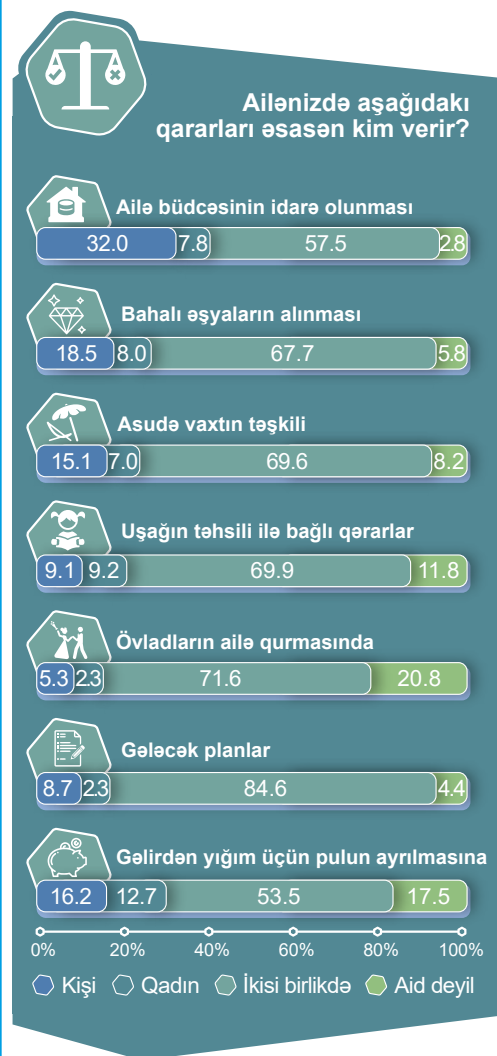 Ailənizdə aşağıdakı
qararları əsasən kim verir?
Ailə büdcəsinin idarə olunması
32.0 7.8 57.5 2.8
Bahalı əşyaların alınması
18.5 8.0 67.7 5.8
Asudə vaxtın təşkili
15.1 7.0 69.6 8.2
Uşağın təhsili ilə bağlı qərarlar
9.1 9.2 69.9 11.8
Övladların ailə qurmasında
5.3 2.3 71.6 20.8
Gələcək planlar
8.7 2.3 84.6 4.4
Gəlirdən yığım üçün pulun ayrılmasına
16.2 12.7 53.5 17.5
0% 20% 40% 60% 80% 100%
Kişi Qadın İkisi birlikdə Aid deyil